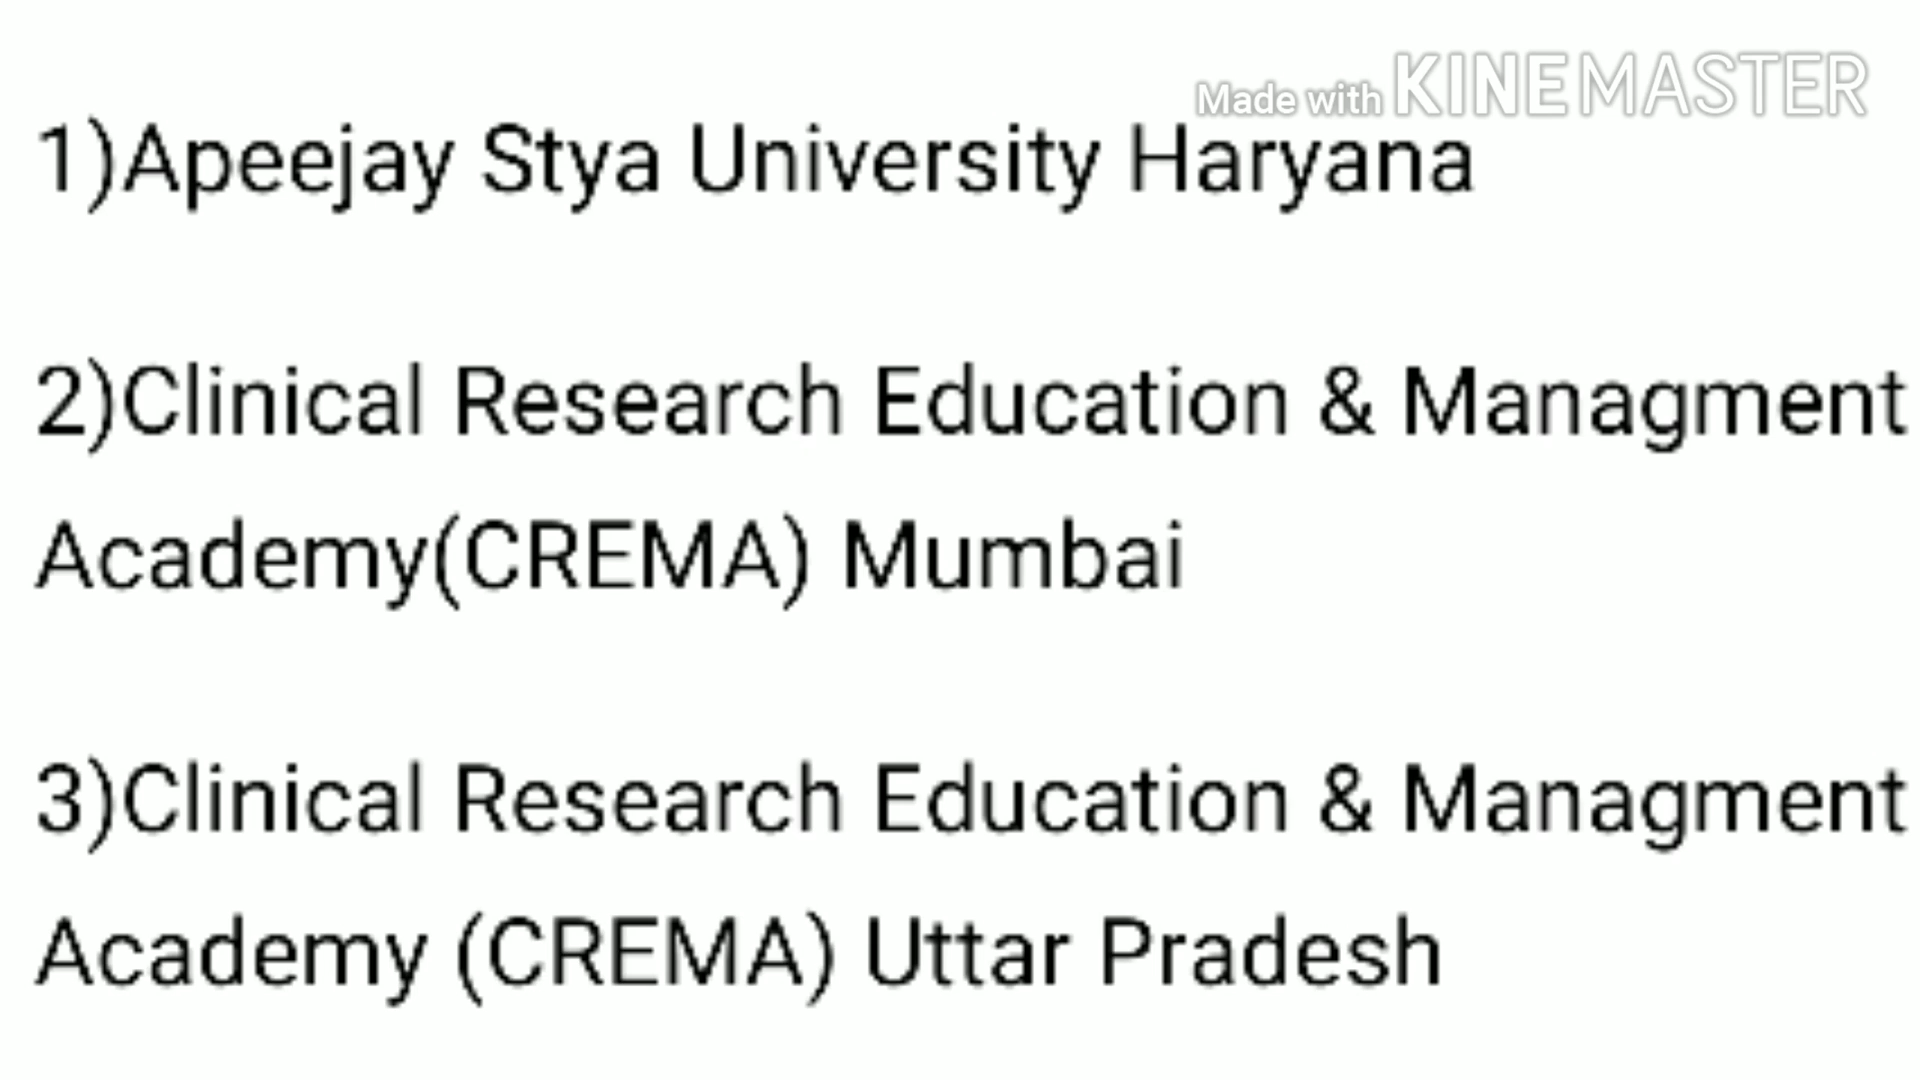 Made with KINEMASTER
1)Apeejay Stya University Haryana
2)Clinical Research Education & Managment
Academy(CREMA) Mumbai
3)Clinical Research Education & Managment
Academy (CREMA) Uttar Pradesh